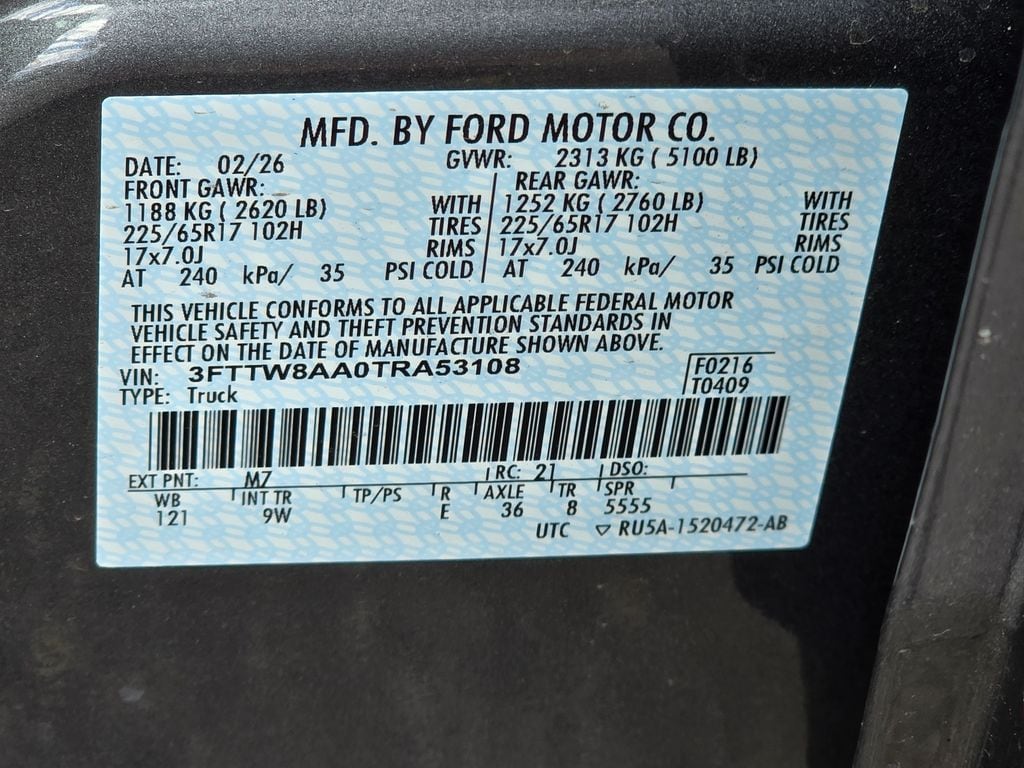 MFD. BY FORD MOTOR CO.
DATE: 02/26 GVWR: 2313 KG ( 5100 LB)
FRONT GAWR: REAR GAWR:
1188 KG ( 2620 LB) WITH 1252 KG ( 2760 LB) WITH
225/65R17 102H TIRES 225/65R17 102H TIRES
17x7.0J RIMS 17x7.0J RIMS
AT 240 kPa/ 35 PSI COLD AT 240 kPa/ 35 PSI COLD
THIS VEHICLE CONFORMS TO ALL APPLICABLE FEDERAL MOTOR
VEHICLE SAFETY AND THEFT PREVENTION STANDARDS IN
EFFECT ON THE DATE OF MANUFACTURE SHOWN ABOVE.
VIN: 3FTTW8AA0TRA53108 F0216
TYPE: Truck T0409
EXT PNT: M7 RC: 21 DSO:
WB INT TR TP/PS R AXLE TR SPR
121 9W E 36 8 5555
UTC ▽ RU5A-1520472-AB